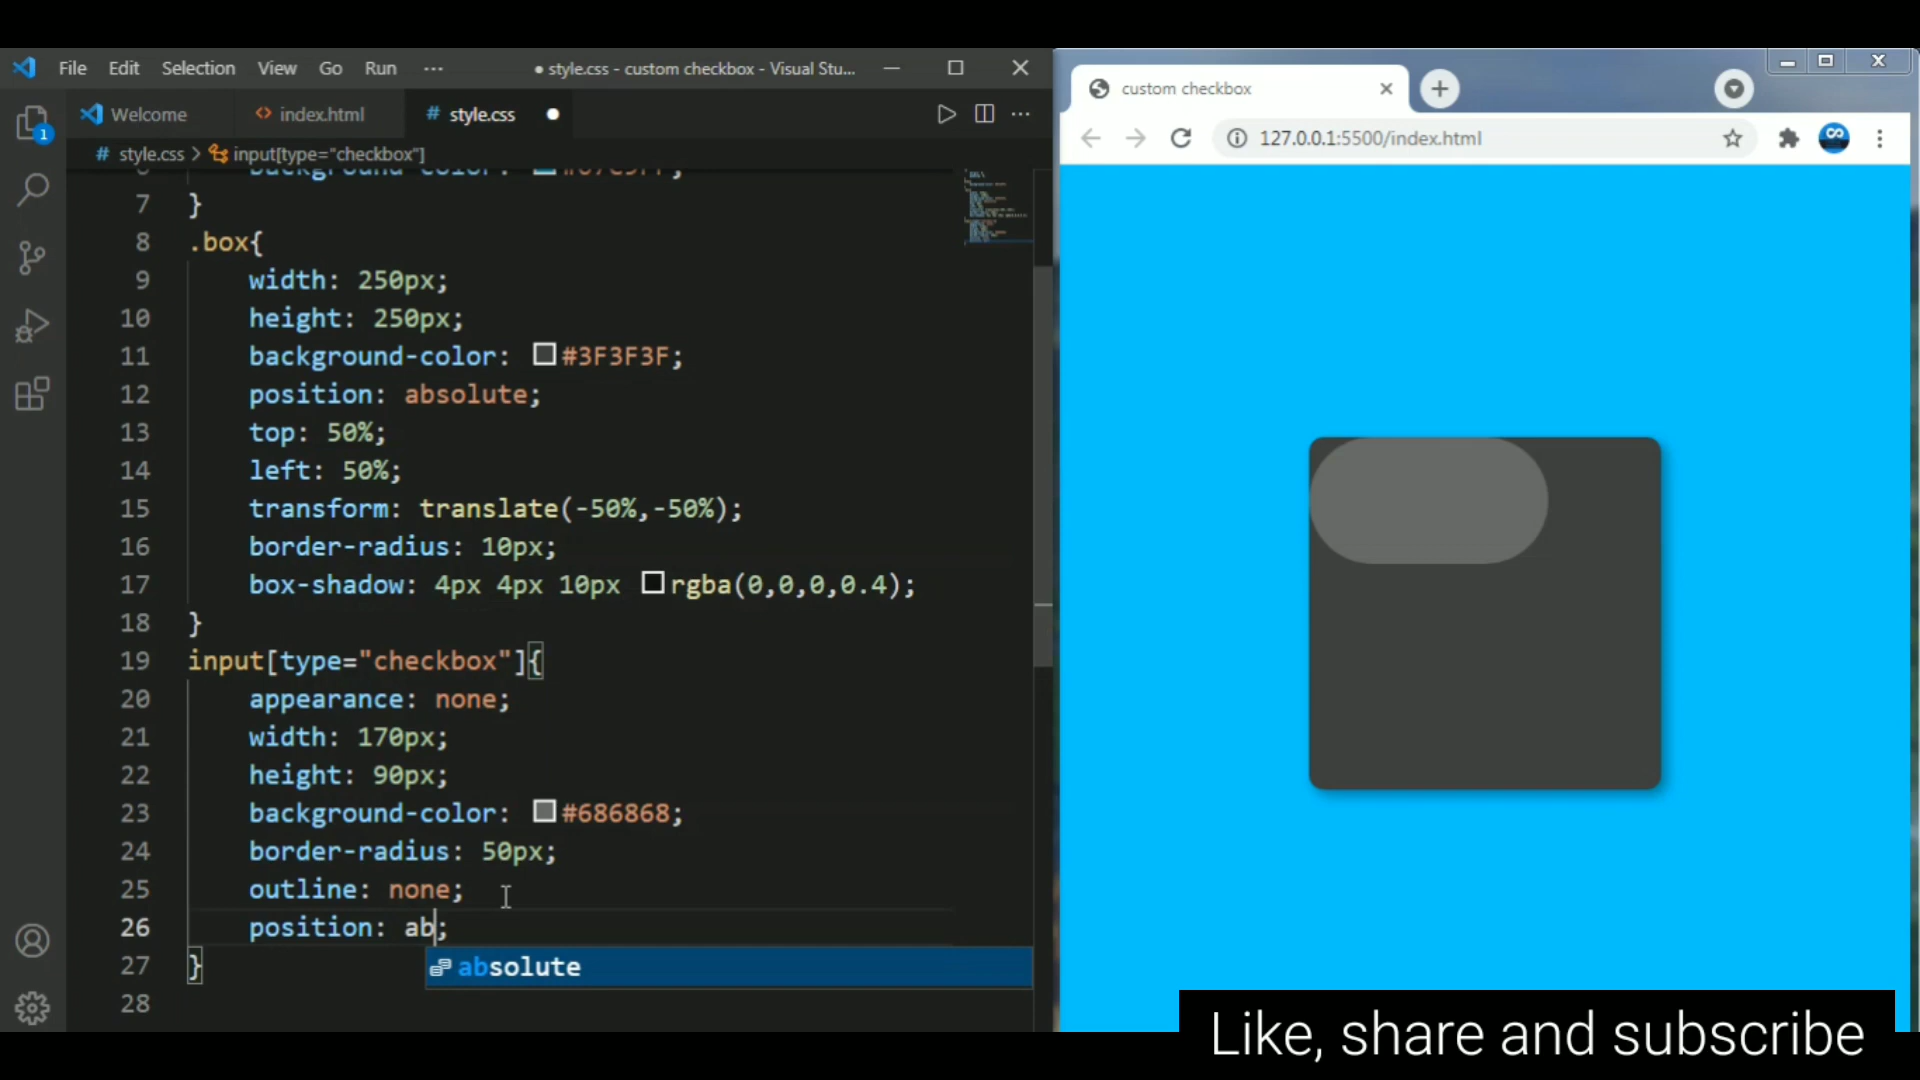 File Edit Selection View Go Run ··· ● style.css - custom checkbox - Visual Stu...
Welcome <> index.html # style.css ●
# style.css > input[type="checkbox"]
1
7 }
8 .box{
9 width: 250px;
10 height: 250px;
11 background-color: #3F3F3F;
12 position: absolute;
13 top: 50%;
14 left: 50%;
15 transform: translate(-50%,-50%);
16 border-radius: 10px;
17 box-shadow: 4px 4px 10px rgba(0,0,0,0.4);
18 }
19 input[type="checkbox"]{
20 appearance: none;
21 width: 170px;
22 height: 90px;
23 background-color: #686868;
24 border-radius: 50px;
25 outline: none;
26 position: ab;
27 }
absolute
28
custom checkbox
127.0.0.1:5500/index.html
Like, share and subscribe